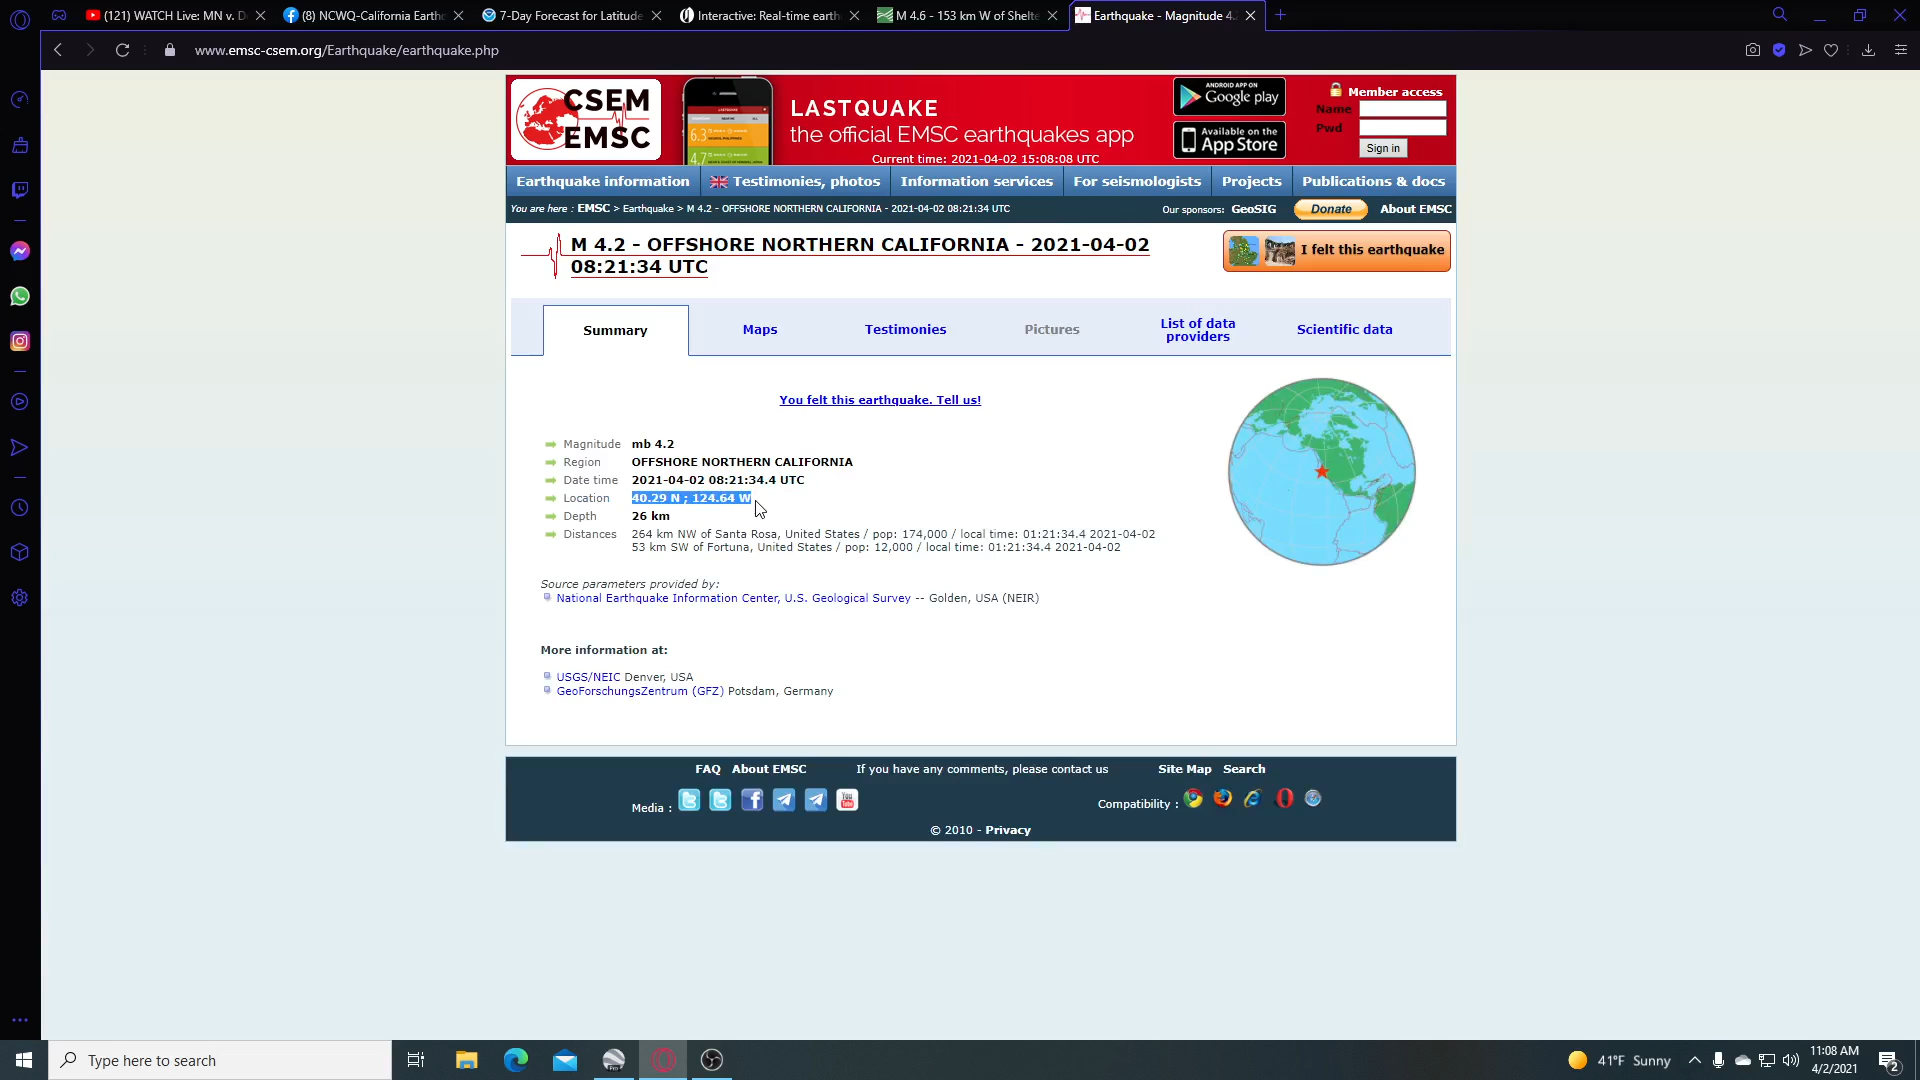 (121) WATCH Live: MN v. D
(8) NCWQ-California Earth
7-Day Forecast for Latitude
Interactive: Real-time earth
M 4.6 - 153 km W of Shelte
Earthquake - Magnitude 4.
www.emsc-csem.org/Earthquake/earthquake.php
CSEM
EMSC
LASTQUAKE
the official EMSC earthquakes app
Current time: 2021-04-02 15:08:08 UTC
ANDROID APP ON
Google play
Available on the
App Store
Member access
Name
Pwd
Sign in
6.3
4.7
Earthquake information
Testimonies, photos
Information services
For seismologists
Projects
Publications & docs
You are here : EMSC > Earthquake > M 4.2 - OFFSHORE NORTHERN CALIFORNIA - 2021-04-02 08:21:34 UTC
Our sponsors: GeoSIG
Donate
About EMSC
M 4.2 - OFFSHORE NORTHERN CALIFORNIA - 2021-04-02
08:21:34 UTC
I felt this earthquake
Summary
Maps
Testimonies
Pictures
List of data
providers
Scientific data
You felt this earthquake. Tell us!
Magnitude mb 4.2
Region OFFSHORE NORTHERN CALIFORNIA
Date time 2021-04-02 08:21:34.4 UTC
Location 40.29 N ; 124.64 W
Depth 26 km
Distances 264 km NW of Santa Rosa, United States / pop: 174,000 / local time: 01:21:34.4 2021-04-02
53 km SW of Fortuna, United States / pop: 12,000 / local time: 01:21:34.4 2021-04-02
Source parameters provided by:
National Earthquake Information Center, U.S. Geological Survey -- Golden, USA (NEIR)
More information at:
USGS/NEIC Denver, USA
GeoForschungsZentrum (GFZ) Potsdam, Germany
FAQ About EMSC If you have any comments, please contact us Site Map Search
Media :
You
Tube
Compatibility :
© 2010 - Privacy
Type here to search
41°F Sunny
11:08 AM
4/2/2021
2